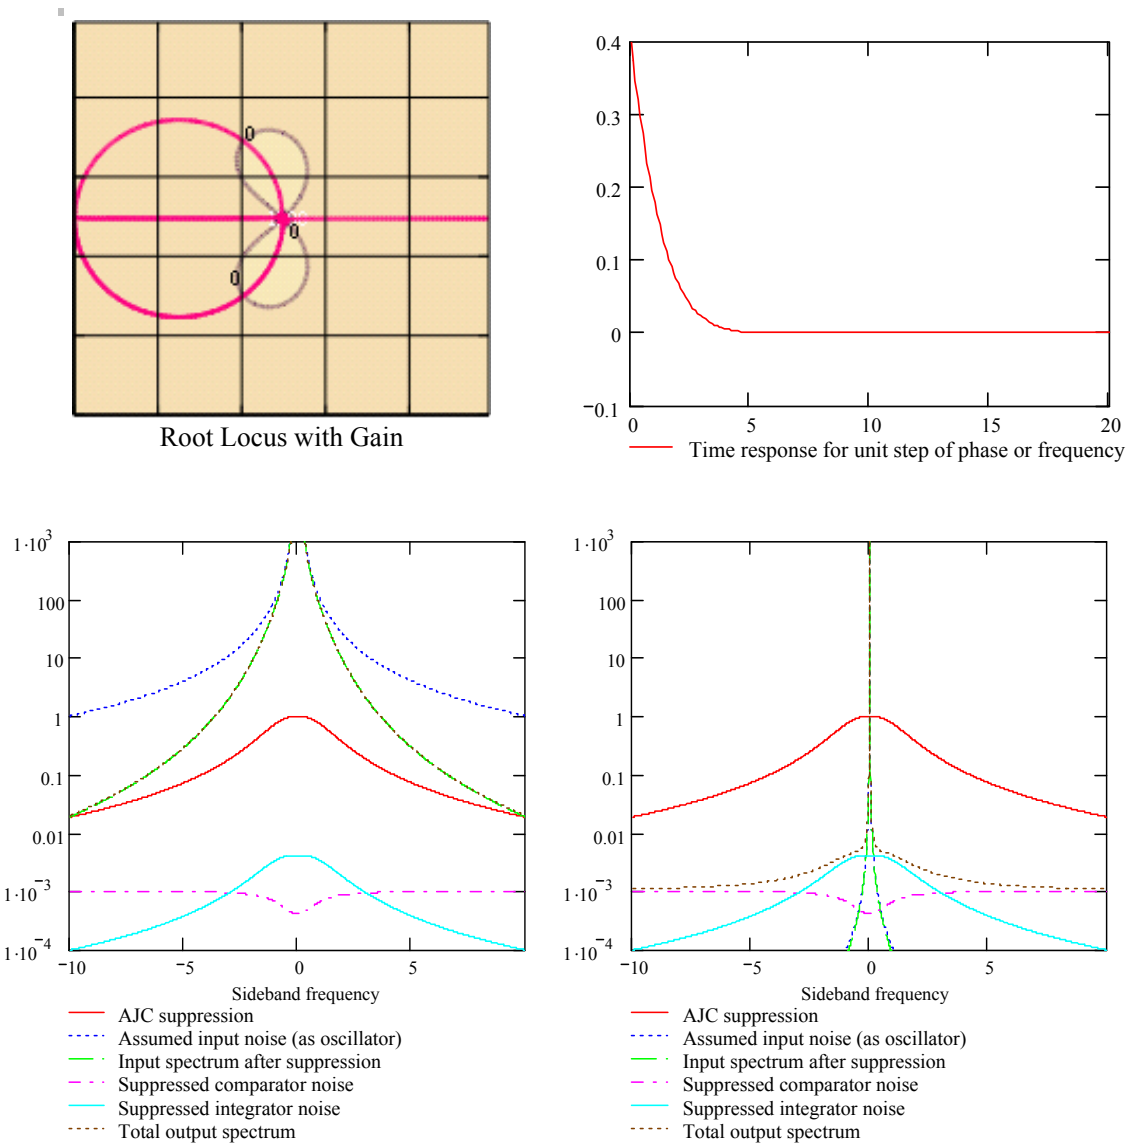 0
0
0
Root Locus with Gain
0.4
0.3
0.2
0.1
0
−0.1
0 5 10 15 20
Time response for unit step of phase or frequency
1·10³
100
10
1
0.1
0.01
1·10⁻³
1·10⁻⁴
−10 −5 0 5
Sideband frequency
AJC suppression
Assumed input noise (as oscillator)
Input spectrum after suppression
Suppressed comparator noise
Suppressed integrator noise
Total output spectrum
1·10³
100
10
1
0.1
0.01
1·10⁻³
1·10⁻⁴
−10 −5 0 5
Sideband frequency
AJC suppression
Assumed input noise (as oscillator)
Input spectrum after suppression
Suppressed comparator noise
Suppressed integrator noise
Total output spectrum